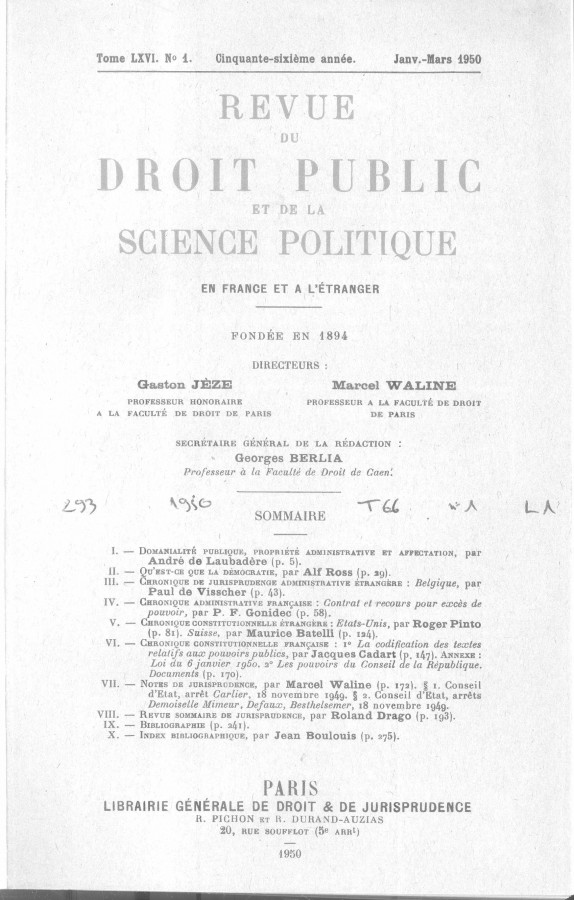 Tome LXVI. No 1. Cinquante-sixième année. Janv.-Mars 1950
REVUE
DU
DROIT PUBLIC
ET DE LA
SCIENCE POLITIQUE
EN FRANCE ET A L'ÉTRANGER
FONDÉE EN 1894
DIRECTEURS :
Gaston JÈZE
PROFESSEUR HONORAIRE
A LA FACULTÉ DE DROIT DE PARIS
Marcel WALINE
PROFESSEUR A LA FACULTÉ DE DROIT
DE PARIS
SECRÉTAIRE GÉNÉRAL DE LA RÉDACTION :
Georges BERLIA
Professeur à la Faculté de Droit de Caen.
293 1950 T 66 n° 1 L1
SOMMAIRE
I. — DOMANIALITÉ PUBLIQUE, PROPRIÉTÉ ADMINISTRATIVE ET AFFECTATION, par
André de Laubadère (p. 5).
II. — QU'EST-CE QUE LA DÉMOCRATIE, par Alf Ross (p. 29).
III. — CHRONIQUE DE JURISPRUDENCE ADMINISTRATIVE ÉTRANGÈRE : Belgique, par
Paul de Visscher (p. 43).
IV. — CHRONIQUE ADMINISTRATIVE FRANÇAISE : Contrat et recours pour excès de
pouvoir, par P. F. Gonidec (p. 58).
V. — CHRONIQUE CONSTITUTIONNELLE ÉTRANGÈRE : Etats-Unis, par Roger Pinto
(p. 81). Suisse, par Maurice Batelli (p. 124).
VI. — CHRONIQUE CONSTITUTIONNELLE FRANÇAISE : 1° La codification des textes
relatifs aux pouvoirs publics, par Jacques Cadart (p. 147). ANNEXE :
Loi du 6 janvier 1950. 2° Les pouvoirs du Conseil de la République.
Documents (p. 170).
VII. — NOTES DE JURISPRUDENCE, par Marcel Waline (p. 172). § 1. Conseil
d'Etat, arrêt Carlier, 18 novembre 1949. § 2. Conseil d'Etat, arrêts
Demoiselle Mimeur, Defaux, Besthelsemer, 18 novembre 1949.
VIII. — REVUE SOMMAIRE DE JURISPRUDENCE, par Roland Drago (p. 193).
IX. — BIBLIOGRAPHIE (p. 241).
X. — INDEX BIBLIOGRAPHIQUE, par Jean Boulouis (p. 275).
PARIS
LIBRAIRIE GÉNÉRALE DE DROIT & DE JURISPRUDENCE
R. PICHON ET R. DURAND-AUZIAS
20, RUE SOUFFLOT (5e ARRt)
1950